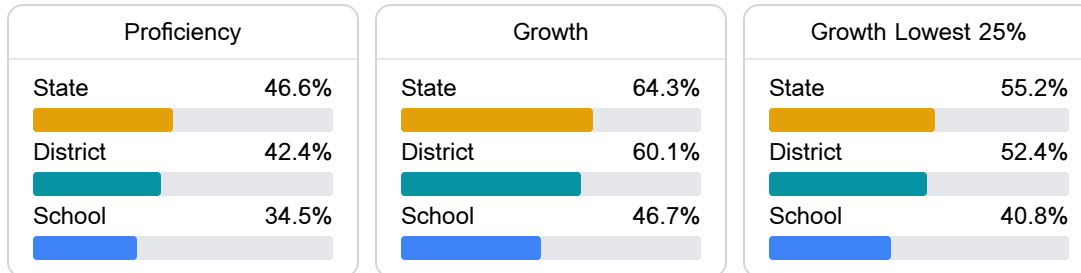 Proficiency
State 46.6%
District 42.4%
School 34.5%
Growth
State 64.3%
District 60.1%
School 46.7%
Growth Lowest 25%
State 55.2%
District 52.4%
School 40.8%